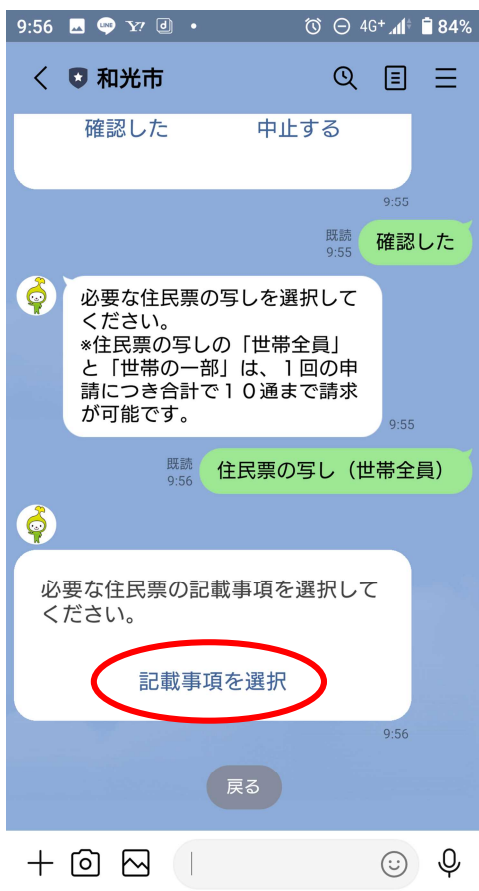 9:56 LINE Y!7 d • 4G+ 84%
和光市
確認した 中止する
9:55
既読
9:55 確認した
必要な住民票の写しを選択して
ください。
*住民票の写しの「世帯全員」
と「世帯の一部」は、1回の申
請につき合計で10通まで請求
が可能です。
9:55
既読
9:56 住民票の写し（世帯全員）
必要な住民票の記載事項を選択して
ください。
記載事項を選択
9:56
戻る